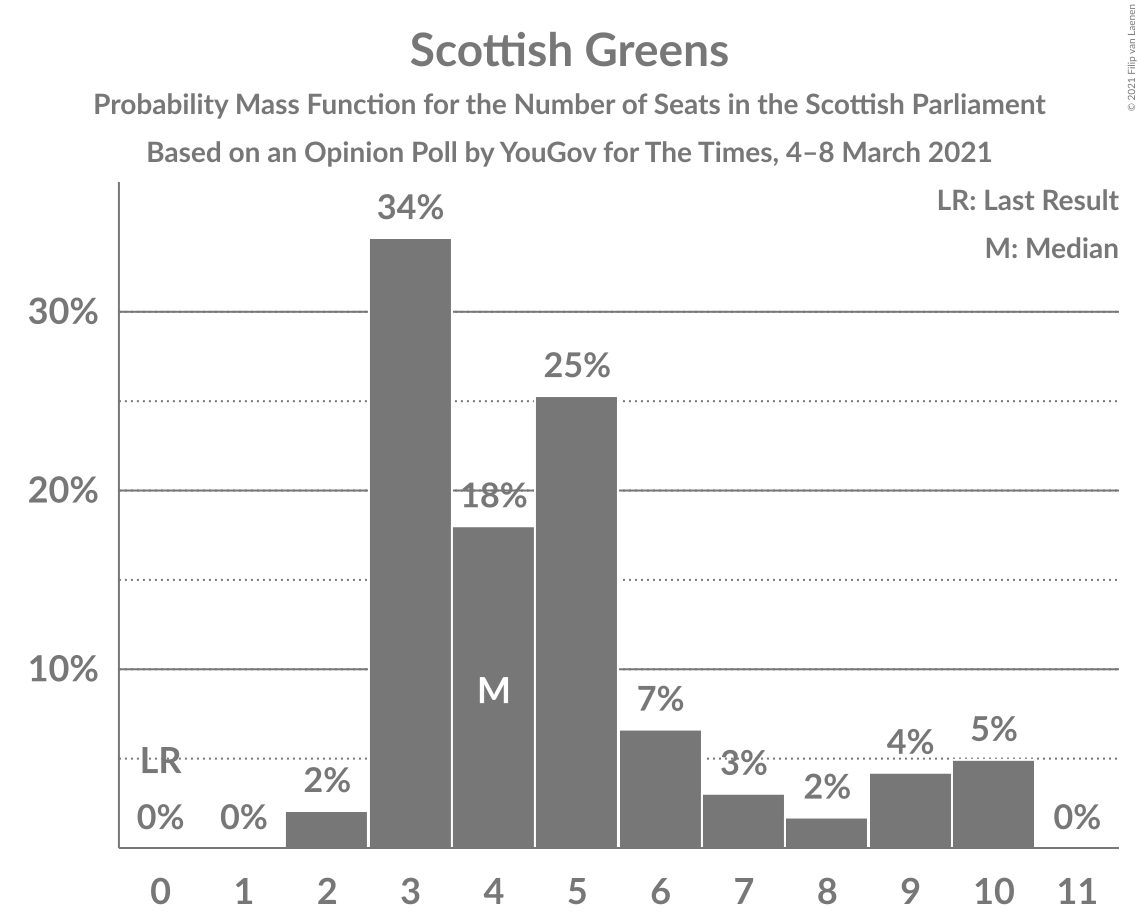 Scottish Greens
Probability Mass Function for the Number of Seats in the Scottish Parliament
Based on an Opinion Poll by YouGov for The Times, 4–8 March 2021
© 2021 Filip van Laenen
LR: Last Result
M: Median
34%
30%
25%
20%
18%
10%
M
7%
LR
5%
4%
3%
2%
2%
0%
0%
0%
0 1 2 3 4 5 6 7 8 9 10 11